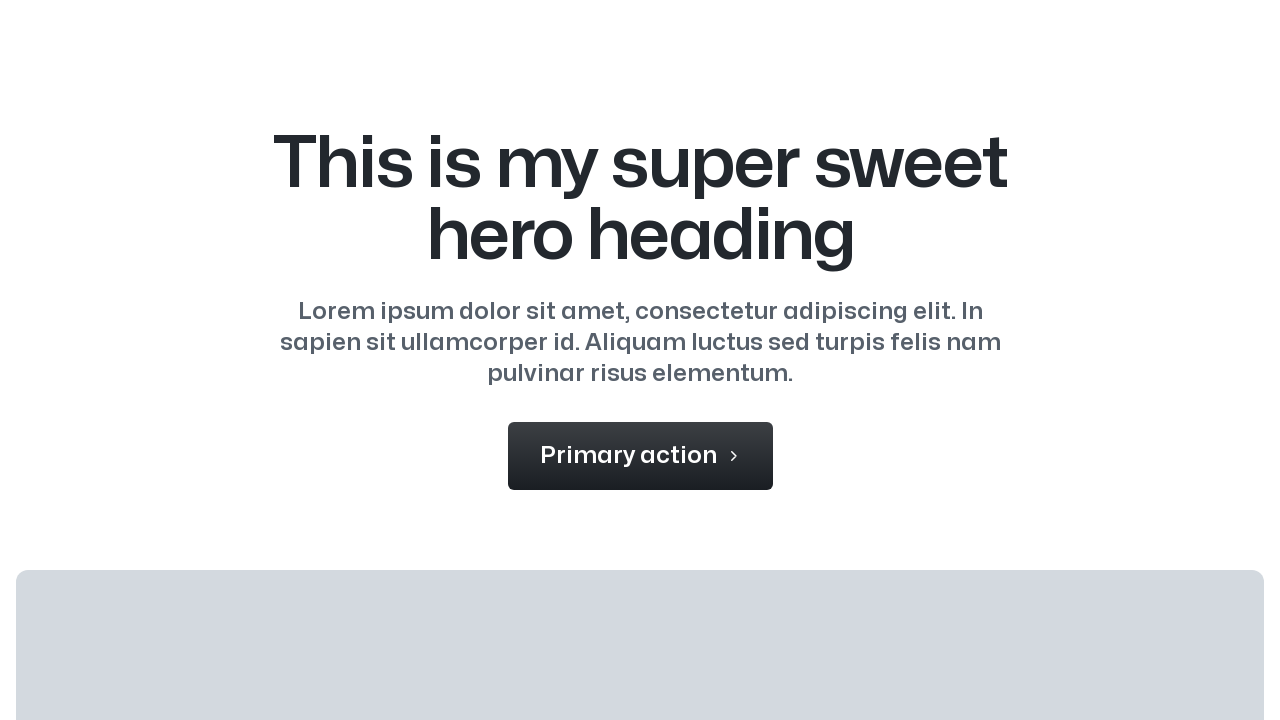 This is my super sweet
hero heading
Lorem ipsum dolor sit amet, consectetur adipiscing elit. In
sapien sit ullamcorper id. Aliquam luctus sed turpis felis nam
pulvinar risus elementum.
Primary action